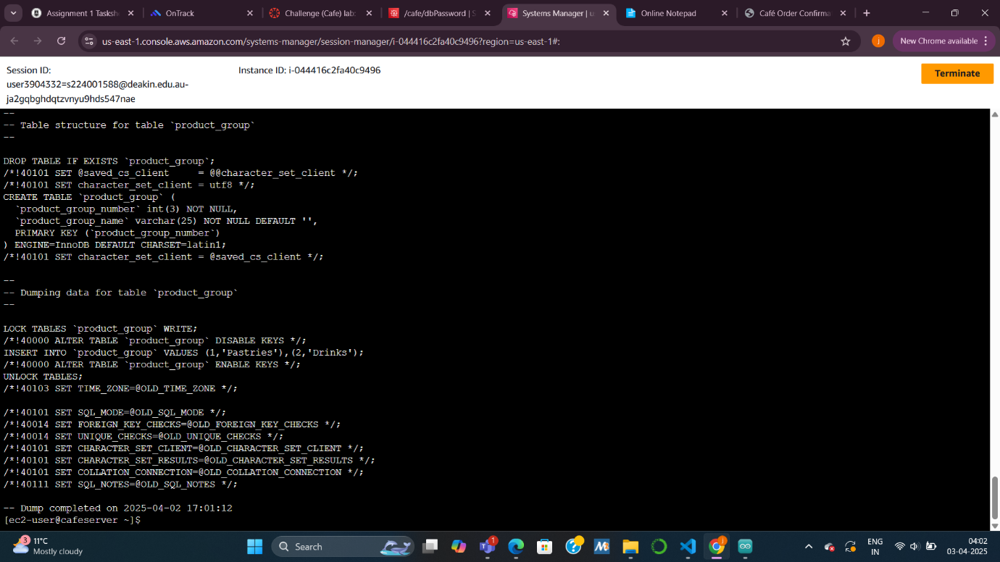 Assignment 1 Tasksh
OnTrack
Challenge (Cafe) lab:
/cafe/dbPassword | S
Systems Manager | u
Online Notepad
Café Order Confirma
us-east-1.console.aws.amazon.com/systems-manager/session-manager/i-044416c2fa40c9496?region=us-east-1#:
j
New Chrome available
Session ID:
user3904332=s224001588@deakin.edu.au-
ja2gqbghdqtzvnyu9hds547nae
Instance ID: i-044416c2fa40c9496
Terminate
--
-- Table structure for table `product_group`
--
DROP TABLE IF EXISTS `product_group`;
/*!40101 SET @saved_cs_client     = @@character_set_client */;
/*!40101 SET character_set_client = utf8 */;
CREATE TABLE `product_group` (
  `product_group_number` int(3) NOT NULL,
  `product_group_name` varchar(25) NOT NULL DEFAULT '',
  PRIMARY KEY (`product_group_number`)
) ENGINE=InnoDB DEFAULT CHARSET=latin1;
/*!40101 SET character_set_client = @saved_cs_client */;
--
-- Dumping data for table `product_group`
--
LOCK TABLES `product_group` WRITE;
/*!40000 ALTER TABLE `product_group` DISABLE KEYS */;
INSERT INTO `product_group` VALUES (1,'Pastries'),(2,'Drinks');
/*!40000 ALTER TABLE `product_group` ENABLE KEYS */;
UNLOCK TABLES;
/*!40103 SET TIME_ZONE=@OLD_TIME_ZONE */;
/*!40101 SET SQL_MODE=@OLD_SQL_MODE */;
/*!40014 SET FOREIGN_KEY_CHECKS=@OLD_FOREIGN_KEY_CHECKS */;
/*!40014 SET UNIQUE_CHECKS=@OLD_UNIQUE_CHECKS */;
/*!40101 SET CHARACTER_SET_CLIENT=@OLD_CHARACTER_SET_CLIENT */;
/*!40101 SET CHARACTER_SET_RESULTS=@OLD_CHARACTER_SET_RESULTS */;
/*!40101 SET COLLATION_CONNECTION=@OLD_COLLATION_CONNECTION */;
/*!40111 SET SQL_NOTES=@OLD_SQL_NOTES */;
-- Dump completed on 2025-04-02 17:01:12
[ec2-user@cafeserver ~]$
3
11°C
Mostly cloudy
Search
1
j
ENG
IN
04:02
03-04-2025